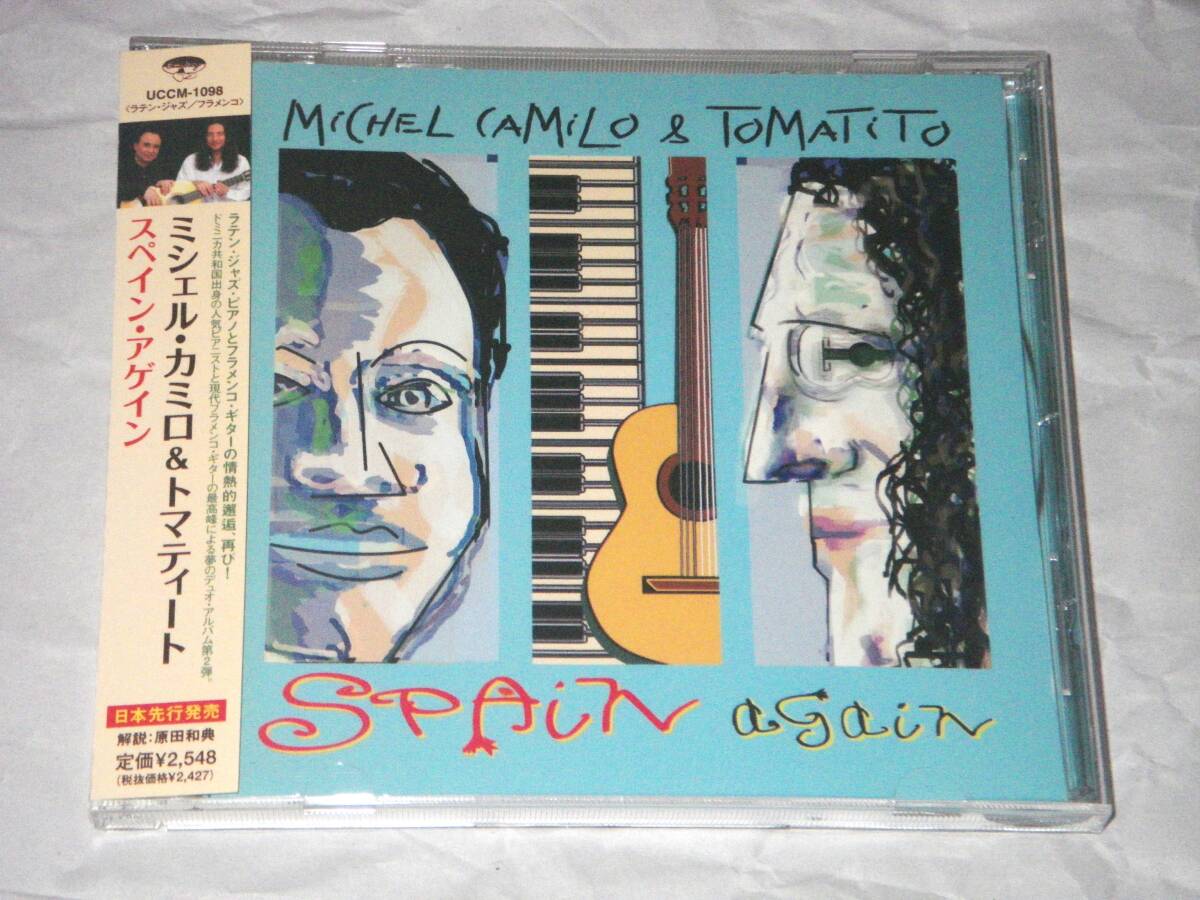 UCCM-1098
〈ラテン・ジャズ/フラメンコ〉
ラテン・ジャズ・ピアノとフラメンコ・ギターの情熱的邂逅、再び!
ドミニカ共和国出身の人気ピアニストと現代フラメンコ・ギターの最高峰による夢のデュオ・アルバム第2弾。
ミシェル・カミロ&トマティート
スペイン・アゲイン
日本先行発売
解説:原田和典
定価¥2,548
(税抜価格¥2,427)
MiCHEL CAMiLO & TOMATiTO
SPAiN again